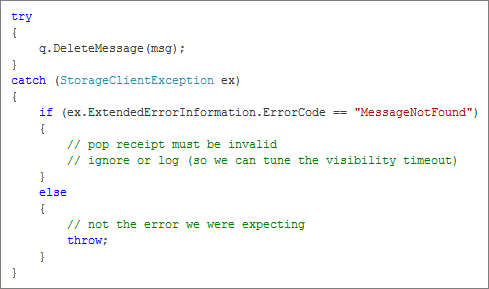 try
{
    q.DeleteMessage(msg);
}
catch (StorageClientException ex)
{
    if (ex.ExtendedErrorInformation.ErrorCode == "MessageNotFound")
    {
        // pop receipt must be invalid
        // ignore or log (so we can tune the visibility timeout)
    }
    else
    {
        // not the error we were expecting
        throw;
    }
}